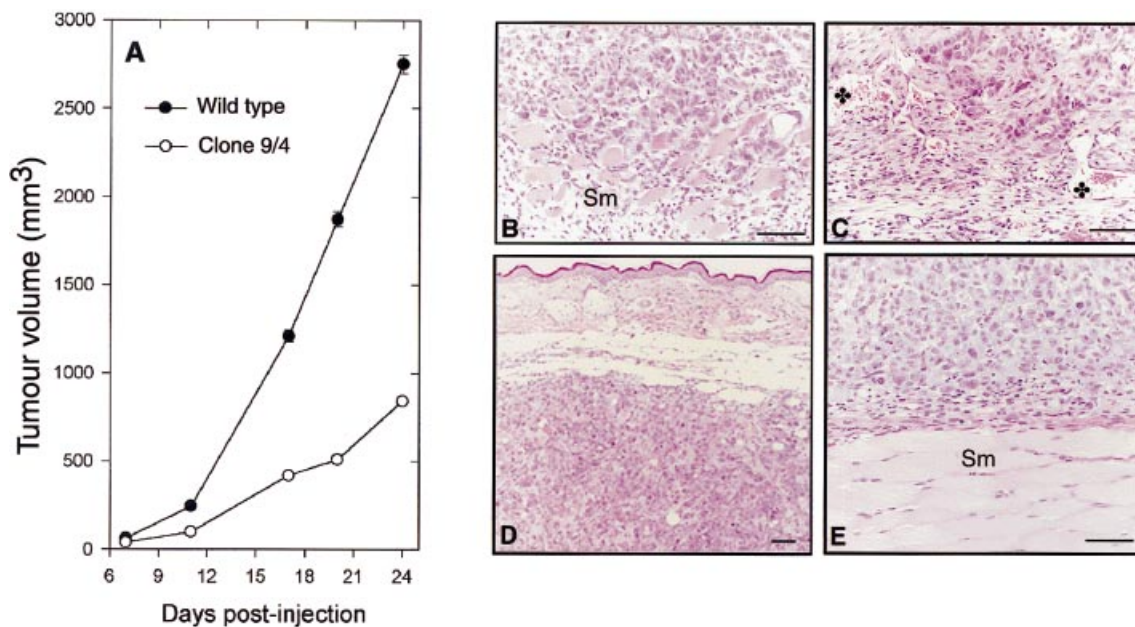 A
Wild type
Clone 9/4
Tumour volume (mm³)
3000
2500
2000
1500
1000
500
0
6 9 12 15 18 21 24
Days post-injection
Sm
B
C
D
Sm
E